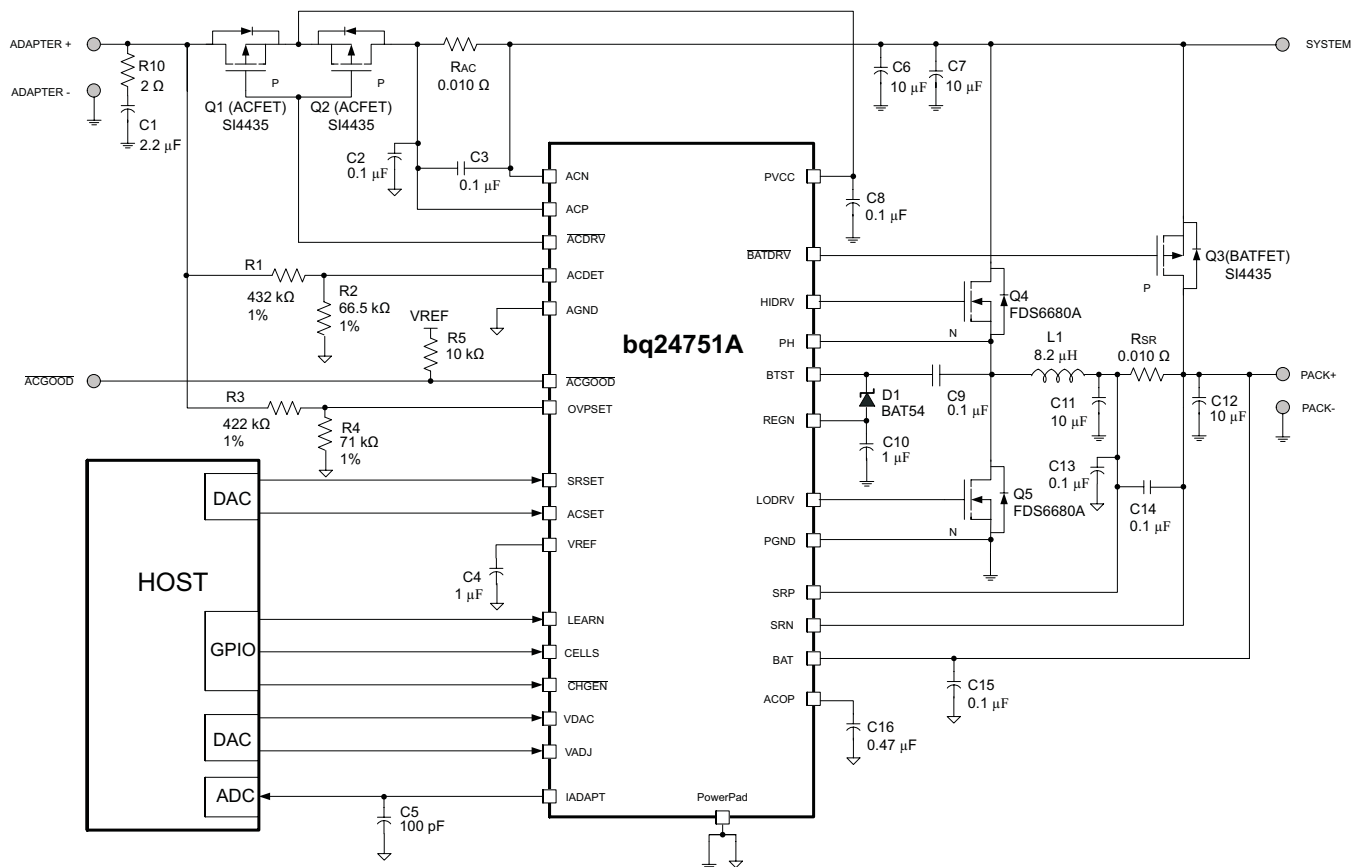 ADAPTER +
R10
2 Ω
ADAPTER -
C1
2.2 µF
P
Q1 (ACFET)
SI4435
P
Q2 (ACFET)
SI4435
RAC
0.010 Ω
C6
10 µF
C7
10 µF
SYSTEM
C2
0.1 µF
C3
0.1 µF
ACN
ACP
ACDRV
ACDET
AGND
ACGOOD
OVPSET
SRSET
ACSET
VREF
LEARN
CELLS
CHGEN
VDAC
VADJ
IADAPT
bq24751A
PVCC
BATDRV
HIDRV
PH
BTST
REGN
LODRV
PGND
SRP
SRN
BAT
ACOP
PowerPad
R1
432 kΩ
1%
R2
66.5 kΩ
1%
VREF
R5
10 kΩ
ACGOOD
R3
422 kΩ
1%
R4
71 kΩ
1%
HOST
DAC
GPIO
DAC
ADC
C4
1 µF
C5
100 pF
C8
0.1 µF
Q3(BATFET)
SI4435
P
Q4
FDS6680A
N
L1
8.2 µH
RSR
0.010 Ω
D1
BAT54
C9
0.1 µF
C10
1 µF
C11
10 µF
C12
10 µF
PACK+
PACK-
C13
0.1 µF
C14
0.1 µF
Q5
FDS6680A
N
C15
0.1 µF
C16
0.47 µF